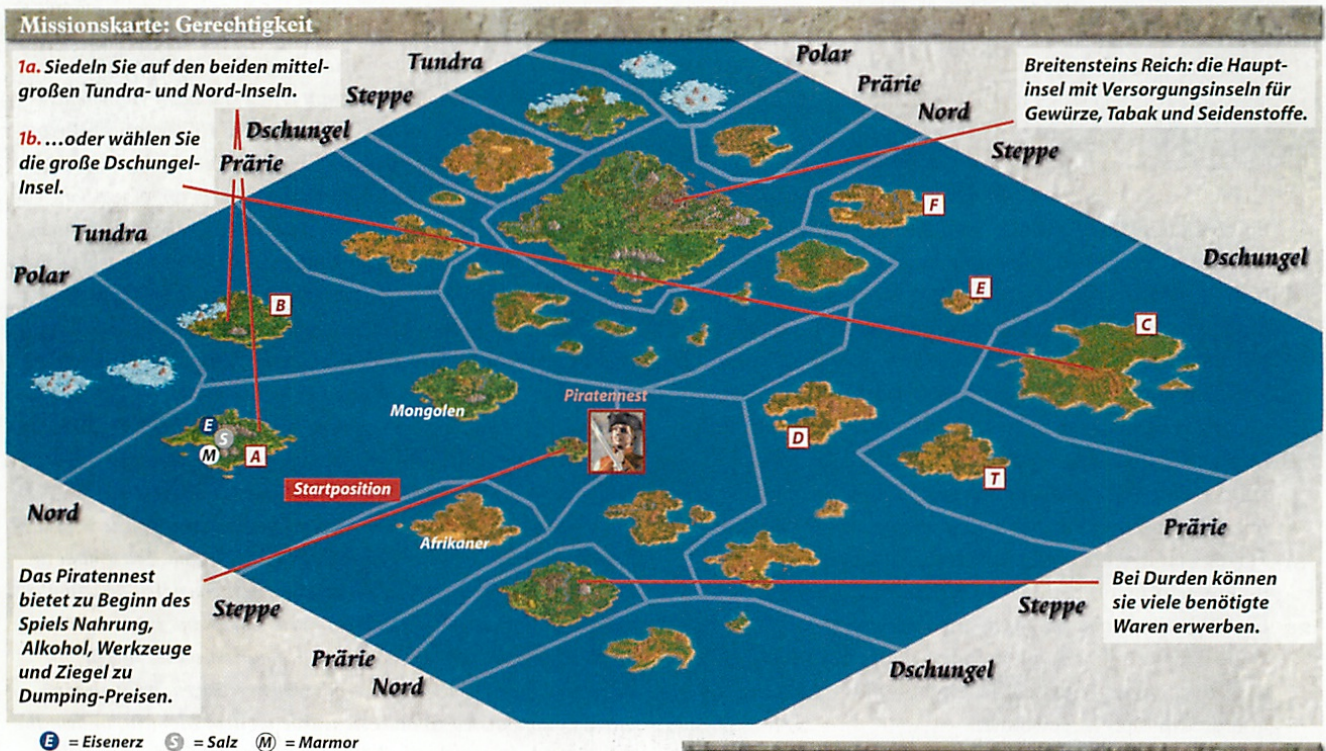 Missionskarte: Gerechtigkeit
1a. Siedeln Sie auf den beiden mittel-
großen Tundra- und Nord-Inseln.
1b. ...oder wählen Sie
die große Dschungel-
Insel.
Tundra
Steppe
Dschungel
Prärie
Tundra
Polar
Polar
Prärie
Nord
Steppe
Dschungel
Breitensteins Reich: die Haupt-
insel mit Versorgungsinseln für
Gewürze, Tabak und Seidenstoffe.
F
E
C
B
Mongolen
Piratennest
D
E
S
M
A
T
Startposition
Afrikaner
Nord
Steppe
Prärie
Nord
Prärie
Steppe
Dschungel
Das Piratennest
bietet zu Beginn des
Spiels Nahrung,
Alkohol, Werkzeuge
und Ziegel zu
Dumping-Preisen.
Bei Durden können
sie viele benötigte
Waren erwerben.
E = Eisenerz S = Salz M = Marmor